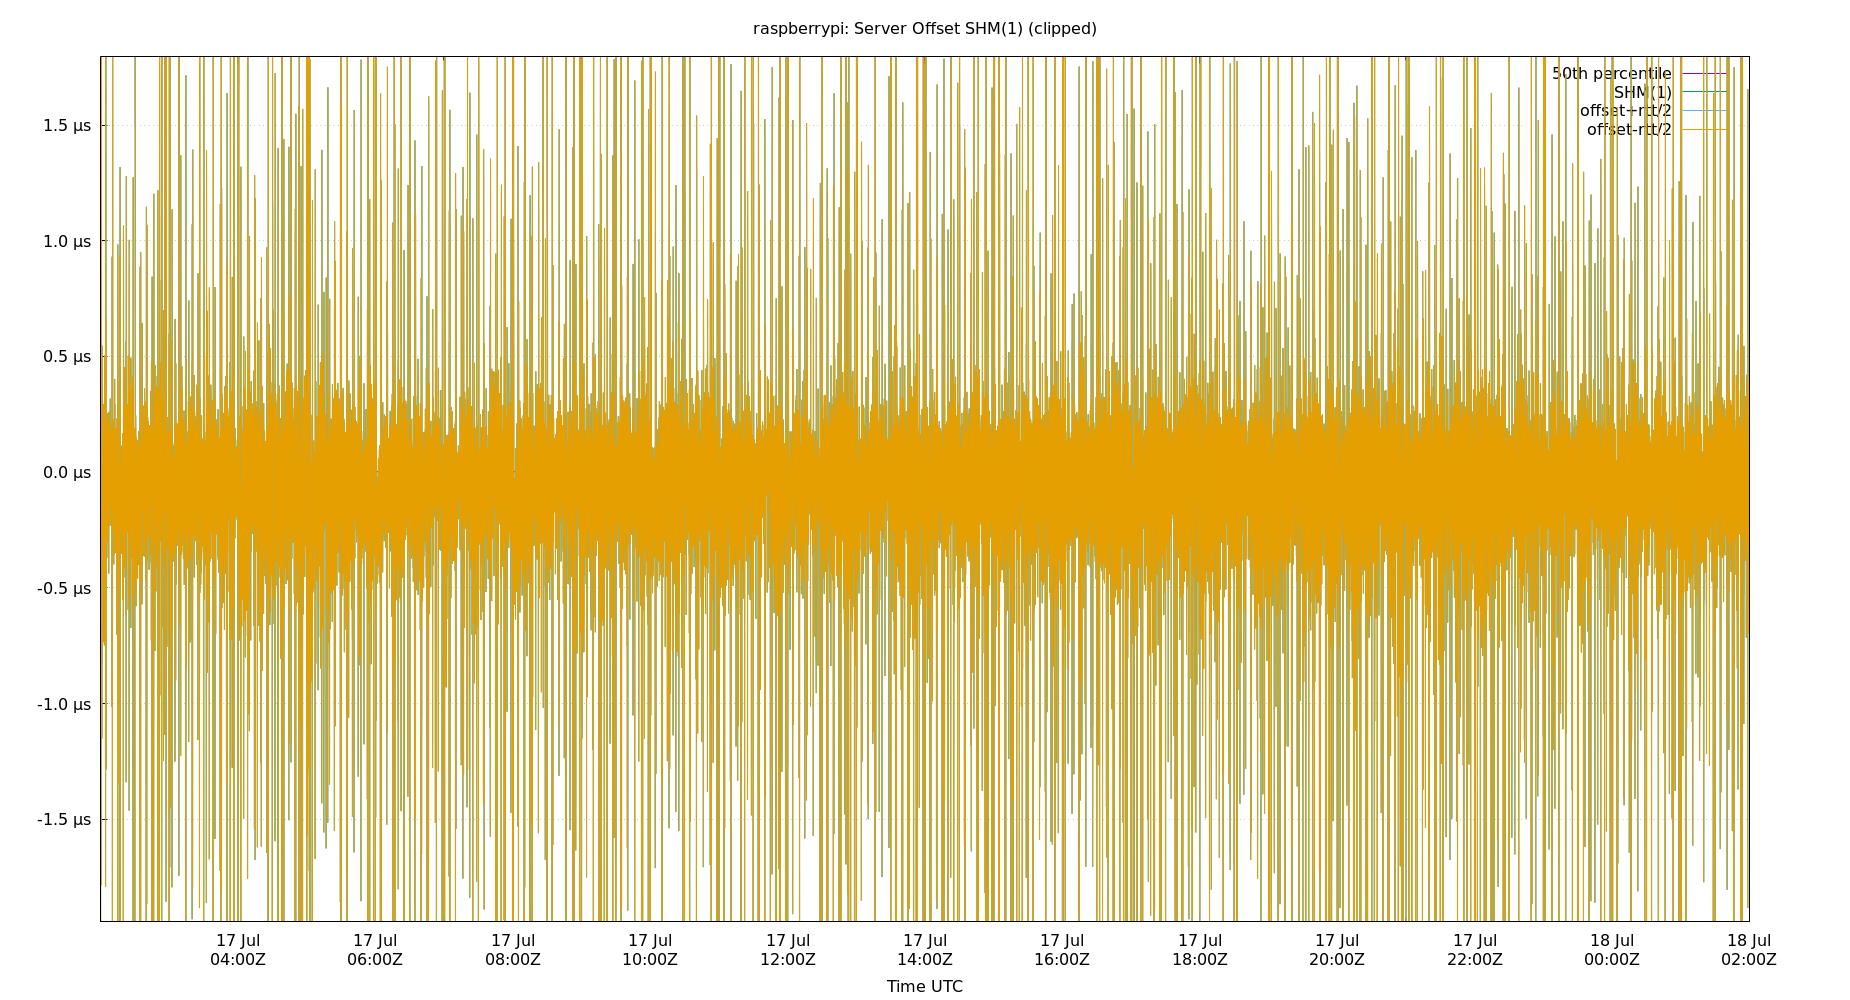 raspberrypi: Server Offset SHM(1) (clipped)
50th percentile
SHM(1)
offset+rtt/2
offset-rtt/2
1.5 µs
1.0 µs
0.5 µs
0.0 µs
-0.5 µs
-1.0 µs
-1.5 µs
17 Jul 17 Jul 17 Jul 17 Jul 17 Jul 17 Jul 17 Jul 17 Jul 17 Jul 17 Jul 18 Jul 18 Jul
04:00Z 06:00Z 08:00Z 10:00Z 12:00Z 14:00Z 16:00Z 18:00Z 20:00Z 22:00Z 00:00Z 02:00Z
Time UTC